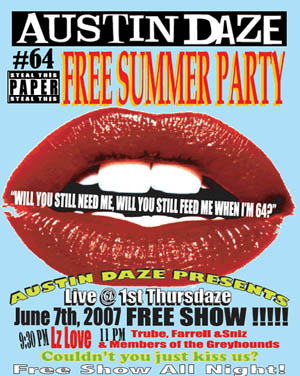 AUSTIN DAZE
#64
STEAL THIS
PAPER
STEAL THIS
FREE SUMMER PARTY
"WILL YOU STILL NEED ME, WILL YOU STILL FEED ME WHEN I'M 64?"
AUSTIN DAZE PRESENTS
Live @ 1st Thursdaze
June 7th, 2007 FREE SHOW !!!!!
9:30 PM Lz Love 11 PM Trube, Farrell &Sniz
& Members of the Greyhounds
Couldn't you just kiss us?
Free Show All Night!